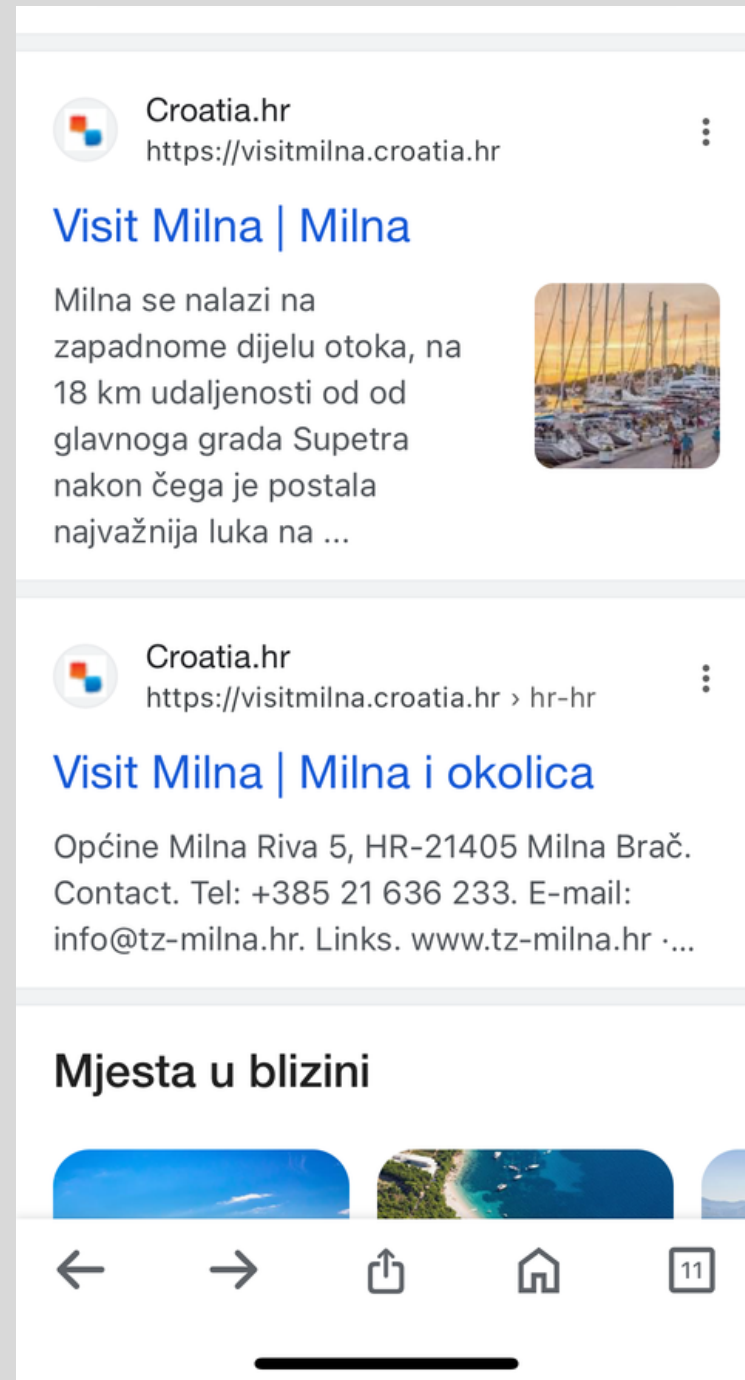 Croatia.hr
https://visitmilna.croatia.hr
Visit Milna | Milna
Milna se nalazi na
zapadnome dijelu otoka, na
18 km udaljenosti od od
glavnoga grada Supetra
nakon čega je postala
najvažnija luka na ...
Croatia.hr
https://visitmilna.croatia.hr › hr-hr
Visit Milna | Milna i okolica
Općine Milna Riva 5, HR-21405 Milna Brač.
Contact. Tel: +385 21 636 233. E-mail:
info@tz-milna.hr. Links. www.tz-milna.hr ·...
Mjesta u blizini
11